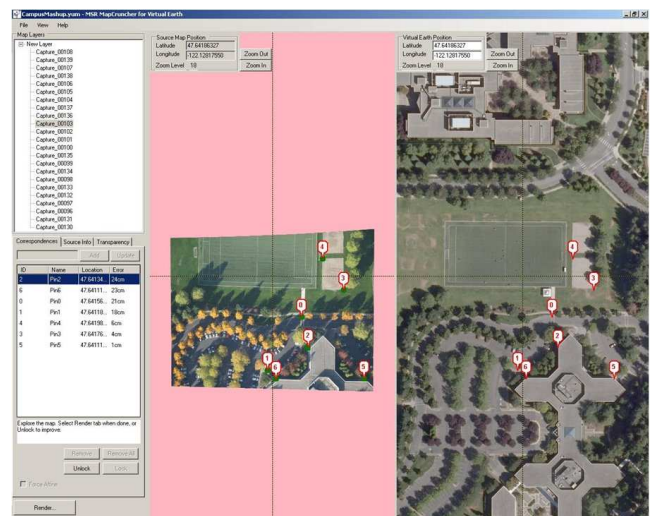 CampusMashup.yum - MSR MapCruncher for Virtual Earth
File View Help
Map Layers
New Layer
Capture_00108
Capture_00139
Capture_00107
Capture_00138
Capture_00106
Capture_00105
Capture_00104
Capture_00137
Capture_00136
Capture_00103
Capture_00102
Capture_00101
Capture_00100
Capture_00135
Capture_00099
Capture_00134
Capture_00098
Capture_00133
Capture_00132
Capture_00097
Capture_00096
Capture_00131
Capture_00130
Correspondences Source Info Transparency
Add Update
ID Name Location Error
2 Pin2 47.64134... 24cm
6 Pin6 47.64111... 23cm
0 Pin0 47.64156... 21cm
1 Pin1 47.64118... 18cm
4 Pin4 47.64198... 6cm
3 Pin3 47.64176... 4cm
5 Pin5 47.64111... 1cm
Explore the map. Select Render tab when done, or
Unlock to improve.
Remove Remove All
Unlock Lock
Force Affine
Render...
Source Map Position
Latitude 47.64186327
Longitude -122.12817550
Zoom Level 18
Zoom Out
Zoom In
4
3
0
2
1
6
5
Virtual Earth Position
Latitude 47.64186327
Longitude -122.12817550
Zoom Level 18
Zoom Out
Zoom In
4
3
0
2
1
6
5